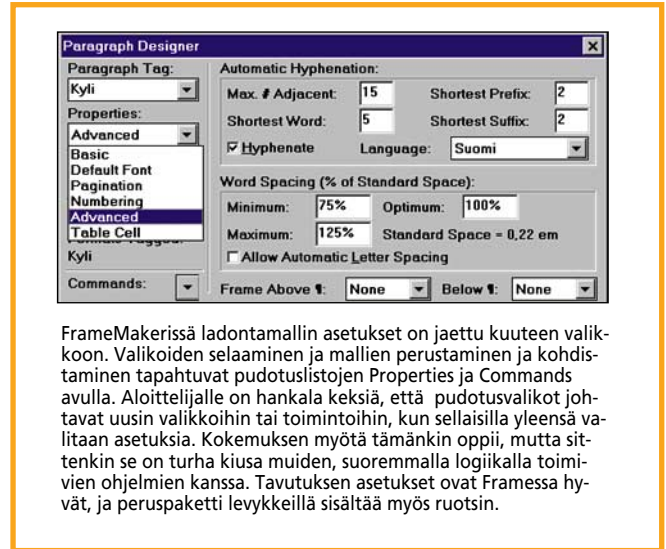 Paragraph Designer
Paragraph Tag:
Kyli
Properties:
Advanced
Basic
Default Font
Pagination
Numbering
Advanced
Table Cell
Kyli
Commands:
Automatic Hyphenation:
Max. # Adjacent: 15 Shortest Prefix: 2
Shortest Word: 5 Shortest Suffix: 2
Hyphenate Language: Suomi
Word Spacing (% of Standard Space):
Minimum: 75% Optimum: 100%
Maximum: 125% Standard Space = 0,22 em
Allow Automatic Letter Spacing
Frame Above ¶: None Below ¶: None
FrameMakerissä ladontamallin asetukset on jaettu kuuteen valik-
koon. Valikoiden selaaminen ja mallien perustaminen ja kohdis-
taminen tapahtuvat pudotuslistojen Properties ja Commands
avulla. Aloittelijalle on hankala keksiä, että pudotusvalikot joh-
tavat uusin valikkoihin tai toimintoihin, kun sellaisilla yleensä va-
litaan asetuksia. Kokemuksen myötä tämänkin oppii, mutta sit-
tenkin se on turha kiusa muiden, suoremmalla logiikalla toimi-
vien ohjelmien kanssa. Tavutuksen asetukset ovat Framessa hy-
vät, ja peruspaketti levykkeillä sisältää myös ruotsin.